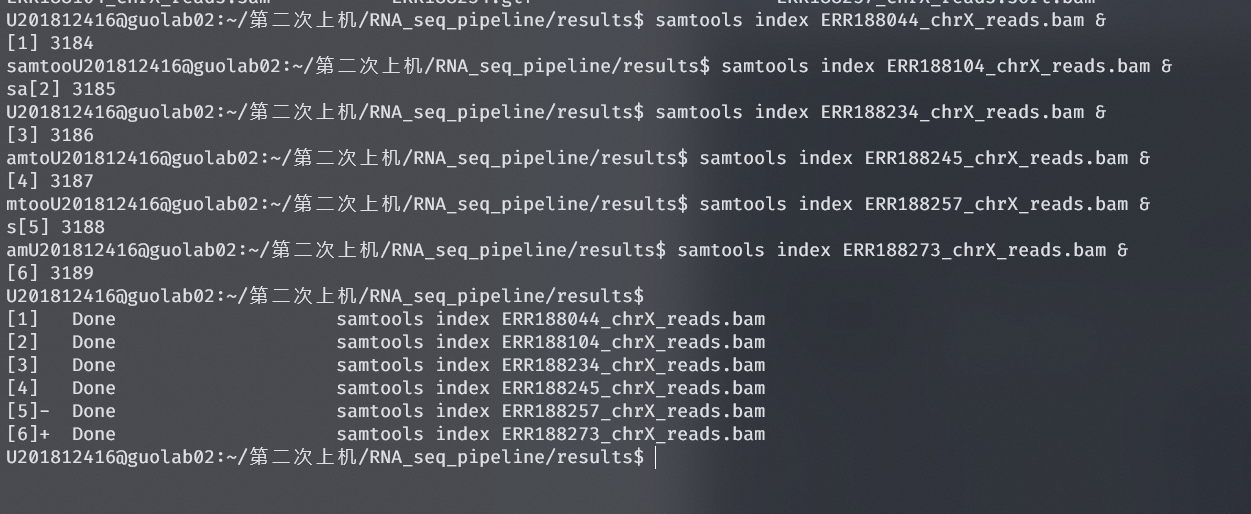 U201812416@guolab02:~/第二次上机/RNA_seq_pipeline/results$ samtools index ERR188044_chrX_reads.bam &
[1] 3184
samtooU201812416@guolab02:~/第二次上机/RNA_seq_pipeline/results$ samtools index ERR188104_chrX_reads.bam &
sa[2] 3185
U201812416@guolab02:~/第二次上机/RNA_seq_pipeline/results$ samtools index ERR188234_chrX_reads.bam &
[3] 3186
amtoU201812416@guolab02:~/第二次上机/RNA_seq_pipeline/results$ samtools index ERR188245_chrX_reads.bam &
[4] 3187
mtooU201812416@guolab02:~/第二次上机/RNA_seq_pipeline/results$ samtools index ERR188257_chrX_reads.bam &
s[5] 3188
amU201812416@guolab02:~/第二次上机/RNA_seq_pipeline/results$ samtools index ERR188273_chrX_reads.bam &
[6] 3189
U201812416@guolab02:~/第二次上机/RNA_seq_pipeline/results$
[1]   Done                    samtools index ERR188044_chrX_reads.bam
[2]   Done                    samtools index ERR188104_chrX_reads.bam
[3]   Done                    samtools index ERR188234_chrX_reads.bam
[4]   Done                    samtools index ERR188245_chrX_reads.bam
[5]-  Done                    samtools index ERR188257_chrX_reads.bam
[6]+  Done                    samtools index ERR188273_chrX_reads.bam
U201812416@guolab02:~/第二次上机/RNA_seq_pipeline/results$